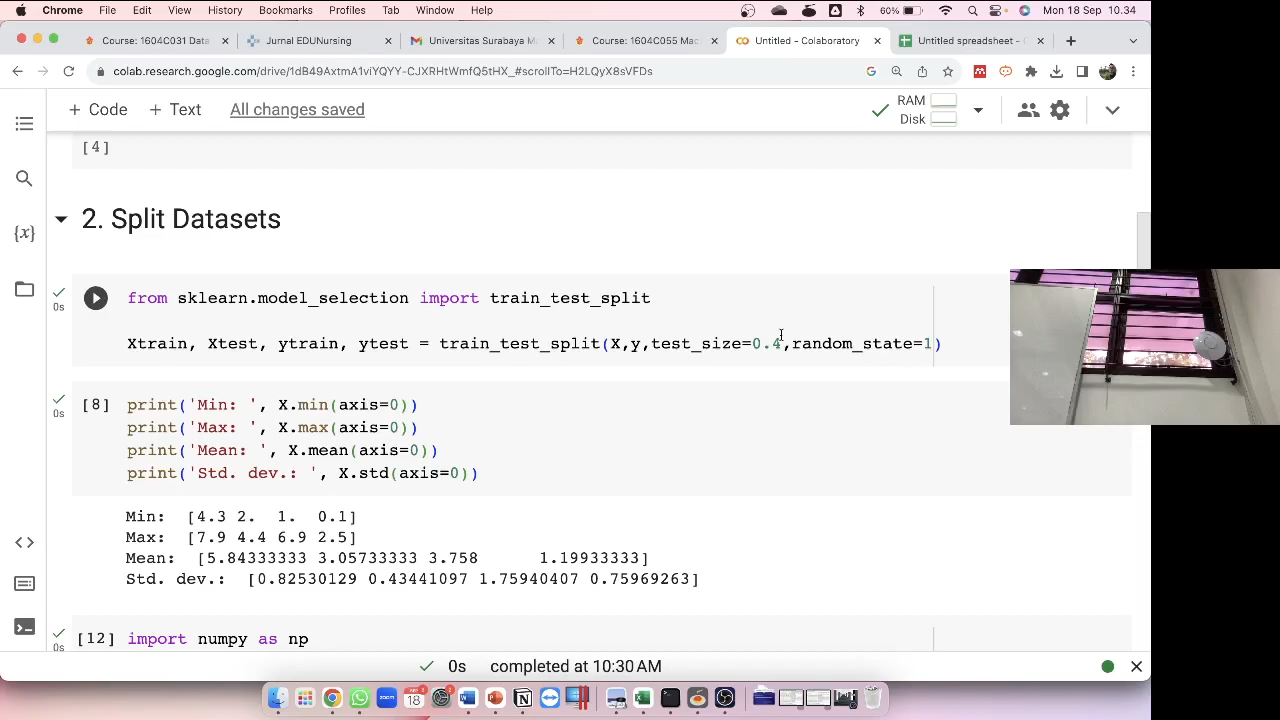 Chrome File Edit View History Bookmarks Profiles Tab Window Help 60% Mon 18 Sep 10.34
Course: 1604C031 Data Jurnal EDUNursing Universitas Surabaya M Course: 1604C055 Mac Untitled - Colaboratory Untitled spreadsheet - G
colab.research.google.com/drive/1dB49AxtmA1viYQYY-CJXRHtWmfQ5tHX_#scrollTo=H2LQyX8sVFDs
+ Code + Text All changes saved RAM
Disk
[4]
2. Split Datasets
{x}
0s
from sklearn.model_selection import train_test_split
Xtrain, Xtest, ytrain, ytest = train_test_split(X,y,test_size=0.4,random_state=1)
0s
[8] print('Min: ', X.min(axis=0))
print('Max: ', X.max(axis=0))
print('Mean: ', X.mean(axis=0))
print('Std. dev.: ', X.std(axis=0))
Min: [4.3 2. 1. 0.1]
Max: [7.9 4.4 6.9 2.5]
Mean: [5.84333333 3.05733333 3.758 1.19933333]
Std. dev.: [0.82530129 0.43441097 1.75940407 0.75969263]
0s
[12] import numpy as np
0s completed at 10:30 AM
zoom 18